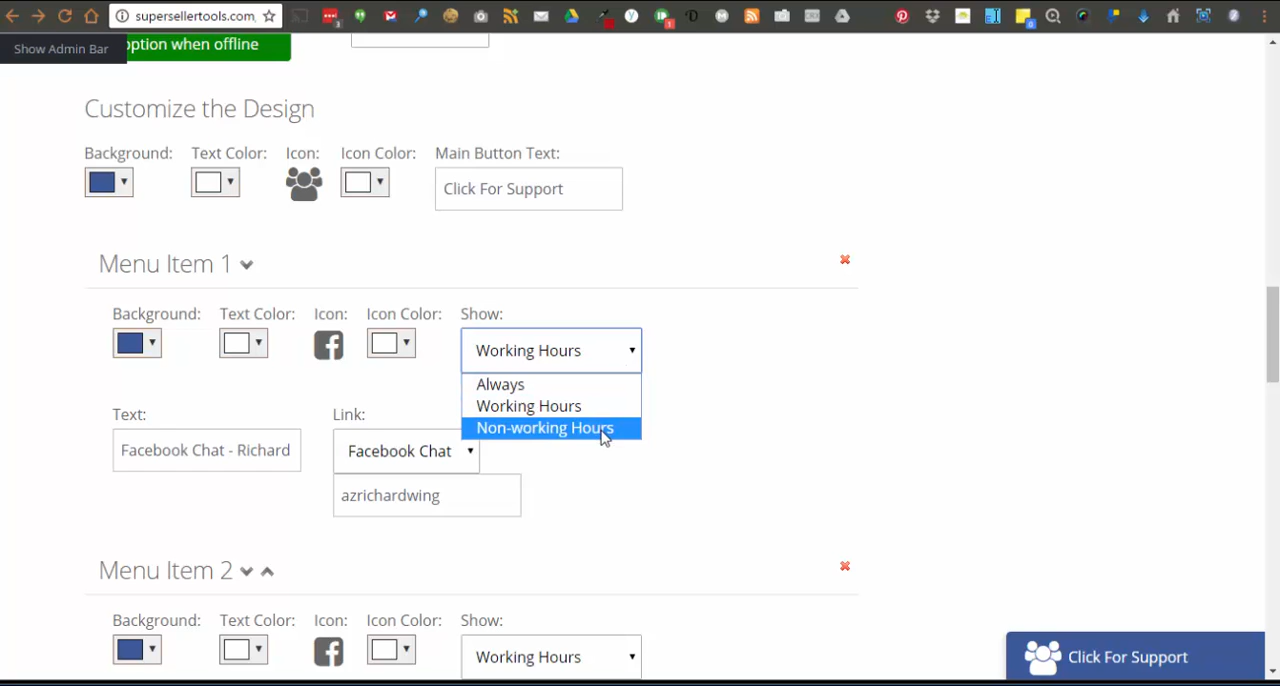 supersellertools.com
Show Admin Bar
option when offline
Customize the Design
Background: Text Color: Icon: Icon Color: Main Button Text:
Click For Support
Menu Item 1
Background: Text Color: Icon: Icon Color: Show:
Working Hours
Always
Working Hours
Non-working Hours
Text: Link:
Facebook Chat - Richard
Facebook Chat
azrichardwing
Menu Item 2
Background: Text Color: Icon: Icon Color: Show:
Working Hours
Click For Support